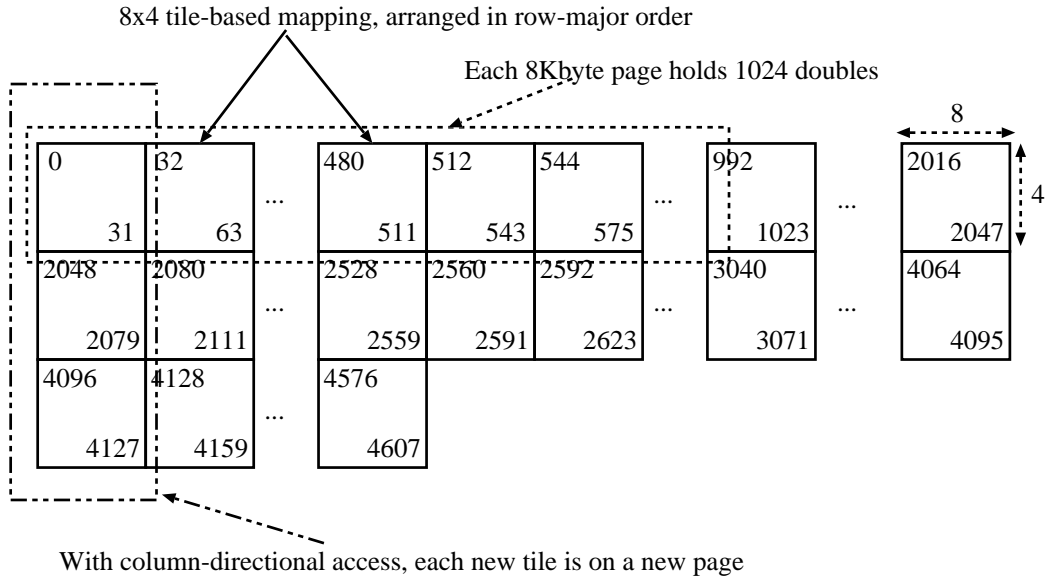 8x4 tile-based mapping, arranged in row-major order
Each 8Kbyte page holds 1024 doubles
8
0 32 480 512 544 992 2016
... ... ... 4
31 63 511 543 575 1023 2047
2048 2080 2528 2560 2592 3040 4064
... ... ...
2079 2111 2559 2591 2623 3071 4095
4096 4128 4576
...
4127 4159 4607
With column-directional access, each new tile is on a new page